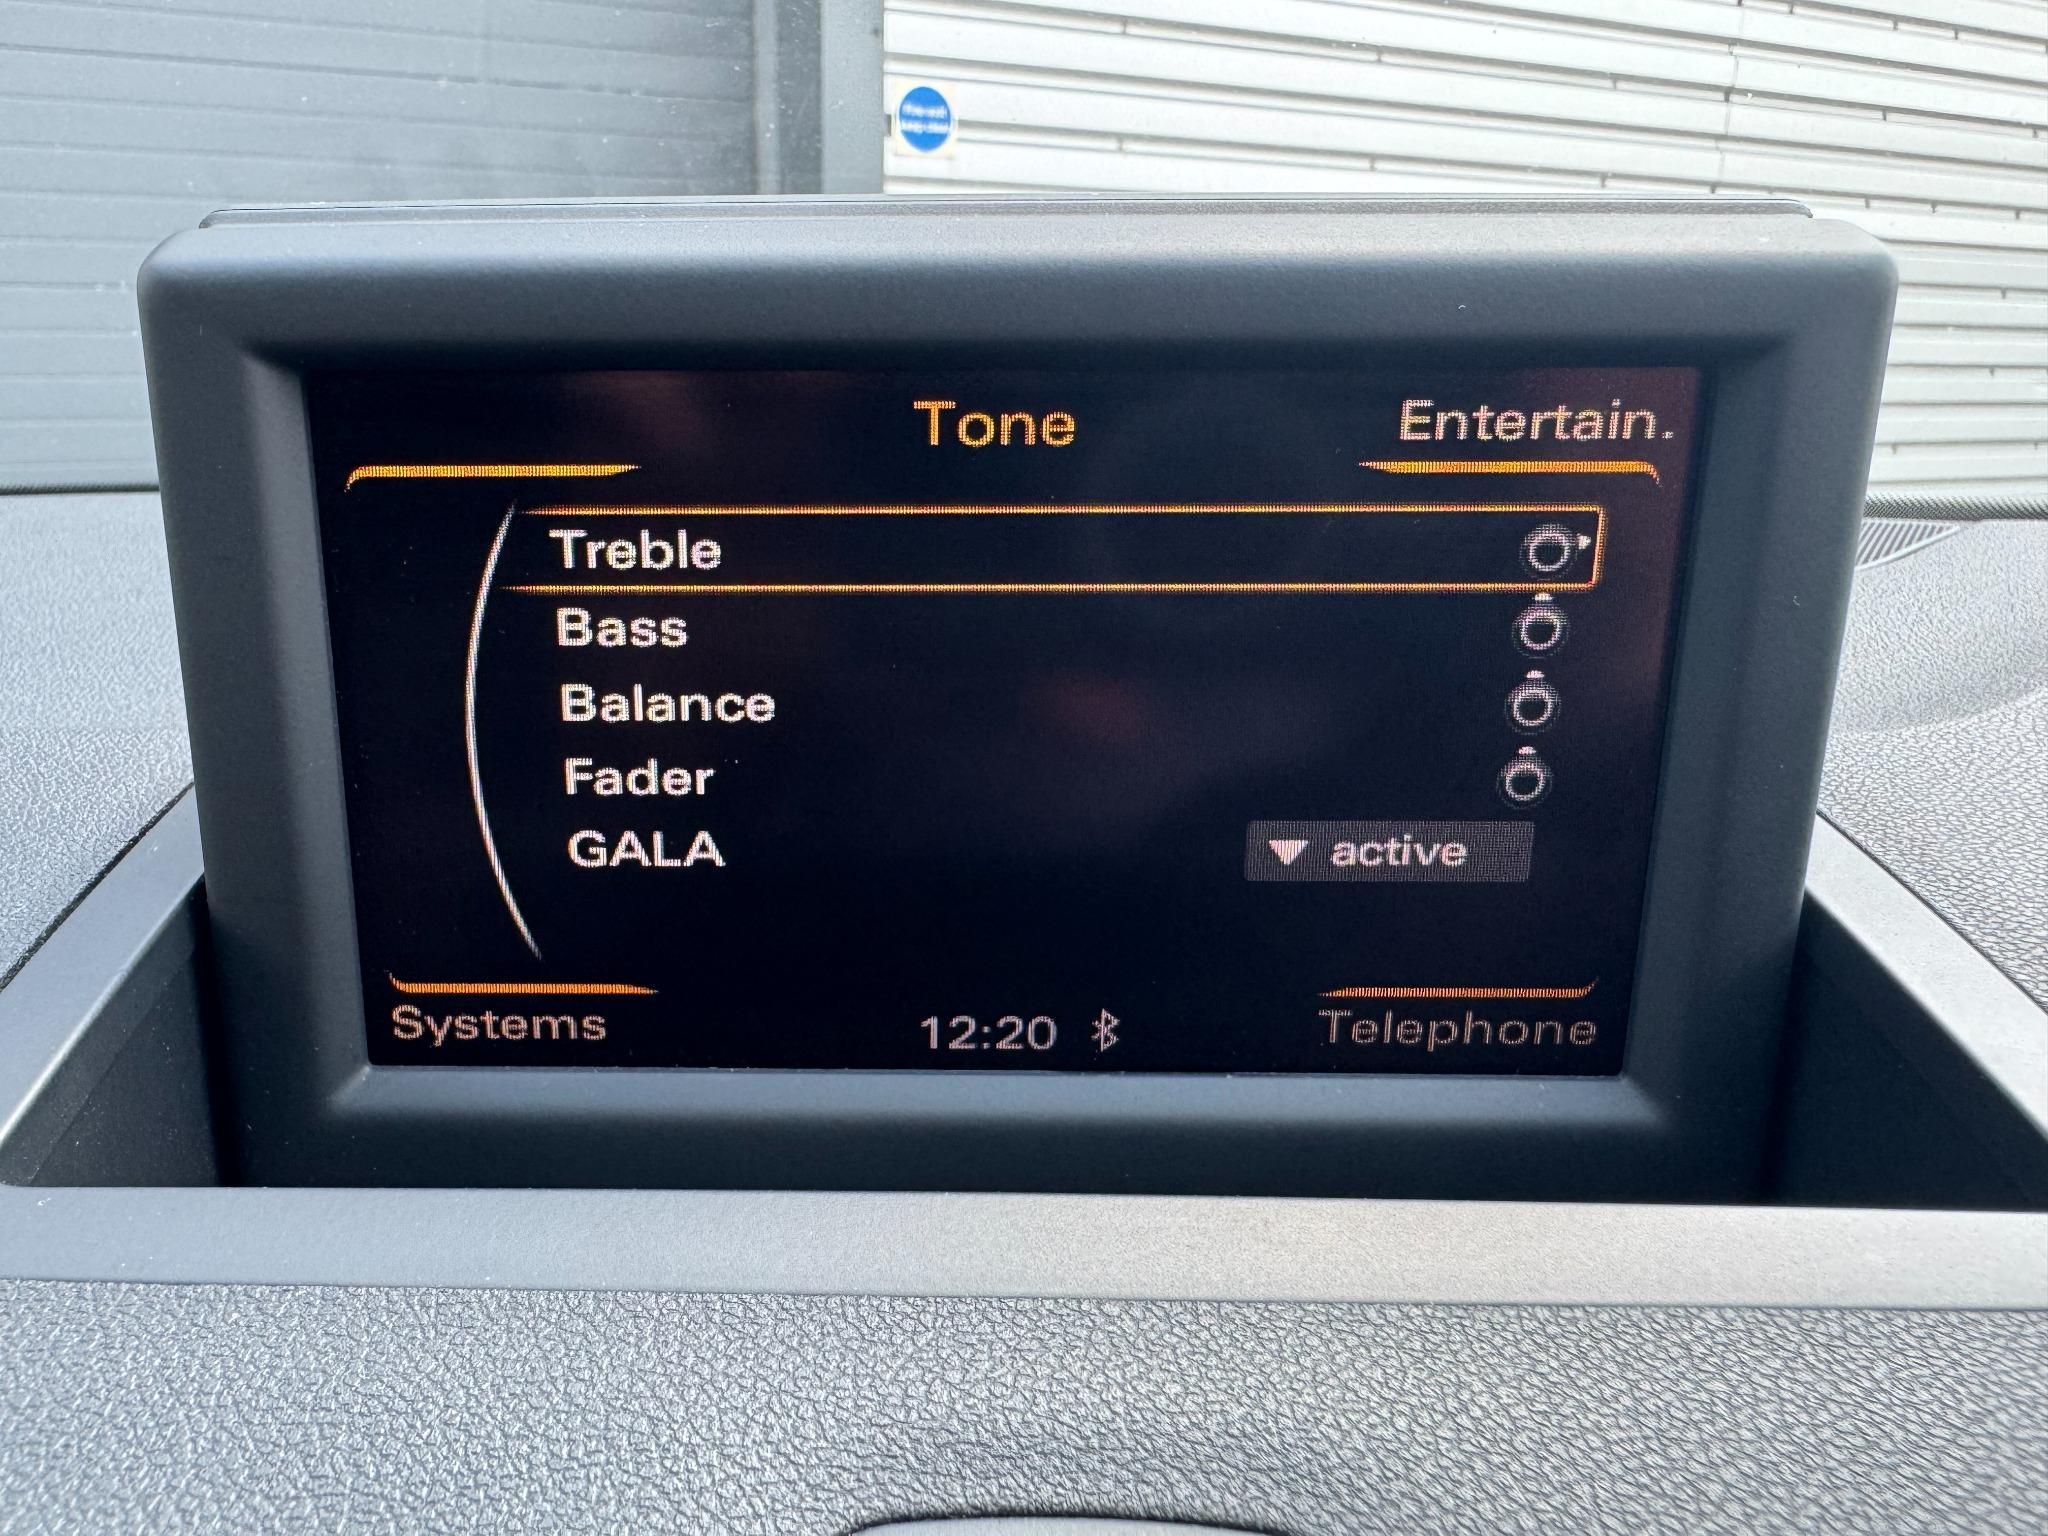 Tone
Entertain.
Treble
Bass
Balance
Fader
GALA
active
Systems
12:20
Telephone